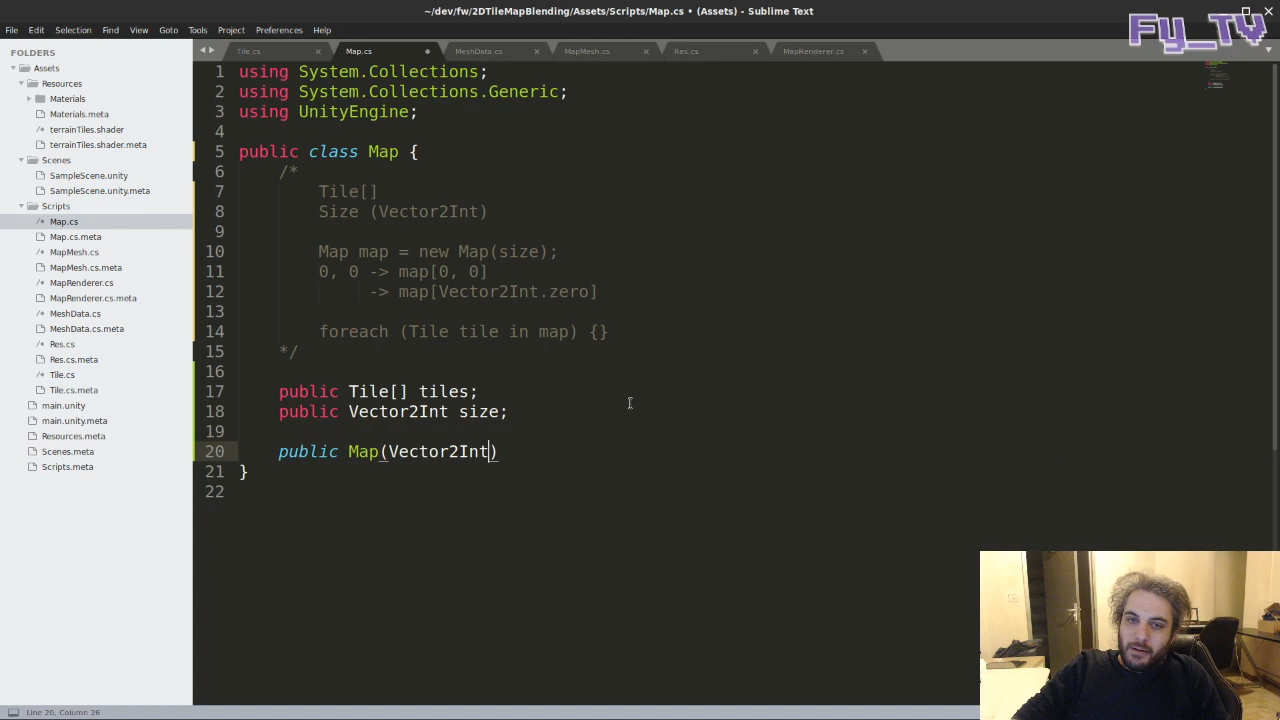 ~/dev/fw/2DTileMapBlending/Assets/Scripts/Map.cs • (Assets) - Sublime Text
Fy_TV
File Edit Selection Find View Goto Tools Project Preferences Help
FOLDERS
Assets
Resources
Materials
Materials.meta
/* terrainTiles.shader
terrainTiles.shader.meta
Scenes
SampleScene.unity
SampleScene.unity.meta
Scripts
/* Map.cs
Map.cs.meta
/* MapMesh.cs
MapMesh.cs.meta
/* MapRenderer.cs
MapRenderer.cs.meta
/* MeshData.cs
MeshData.cs.meta
/* Res.cs
Res.cs.meta
/* Tile.cs
Tile.cs.meta
main.unity
main.unity.meta
Resources.meta
Scenes.meta
Scripts.meta
Tile.cs × Map.cs • MeshData.cs × MapMesh.cs × Res.cs × MapRenderer.cs ×
1 using System.Collections;
2 using System.Collections.Generic;
3 using UnityEngine;
4
5 public class Map {
6 /*
7 Tile[]
8 Size (Vector2Int)
9
10 Map map = new Map(size);
11 0, 0 -> map[0, 0]
12 -> map[Vector2Int.zero]
13
14 foreach (Tile tile in map) {}
15 */
16
17 public Tile[] tiles;
18 public Vector2Int size;
19
20 public Map(Vector2Int)
21 }
22
Line 20, Column 26